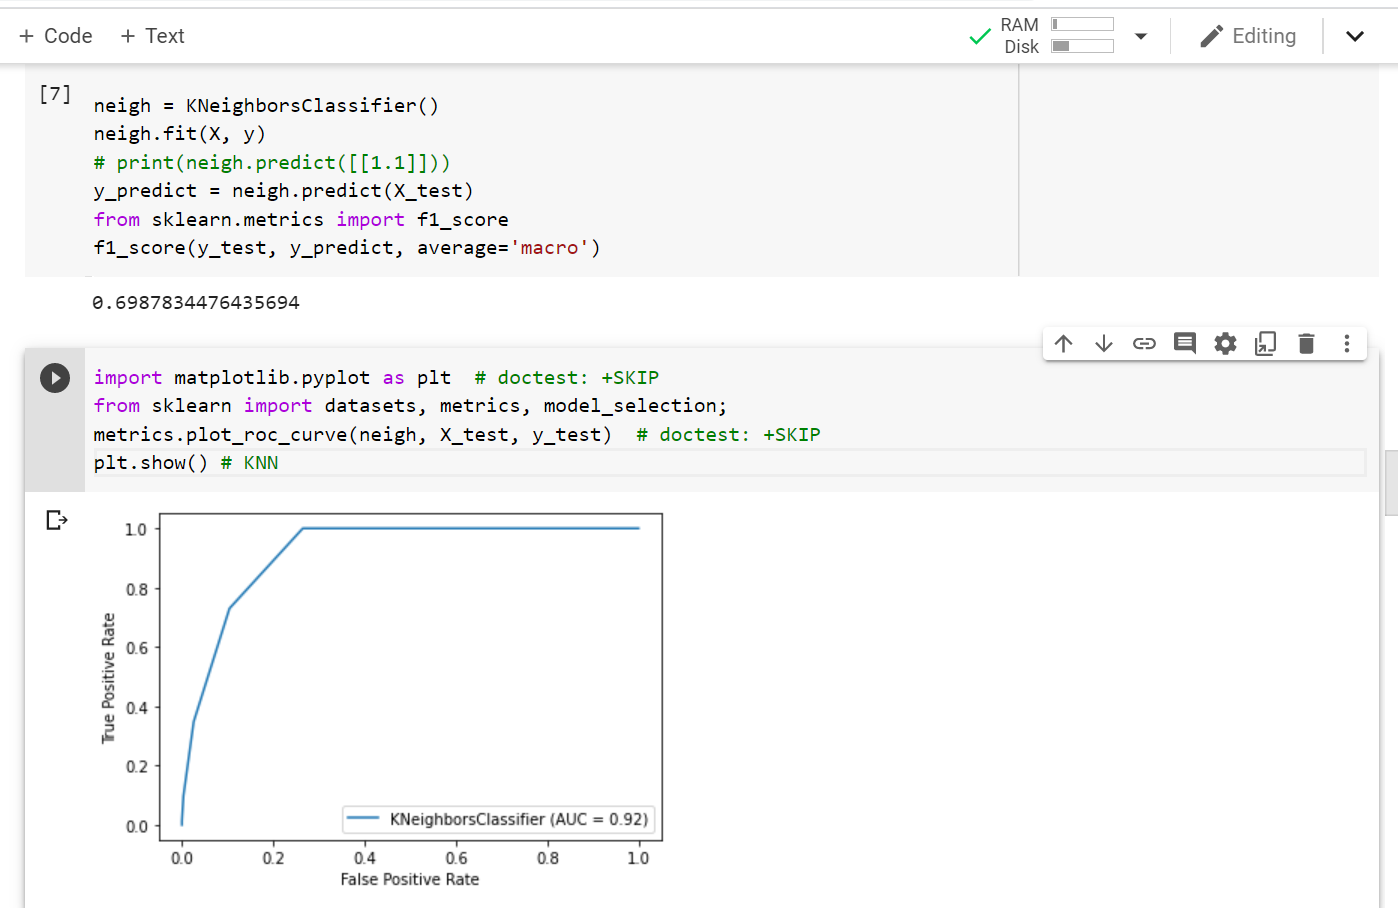 + Code + Text
RAM
Disk
Editing
[7]
neigh = KNeighborsClassifier()
neigh.fit(X, y)
# print(neigh.predict([[1.1]]))
y_predict = neigh.predict(X_test)
from sklearn.metrics import f1_score
f1_score(y_test, y_predict, average='macro')
0.6987834476435694
import matplotlib.pyplot as plt  # doctest: +SKIP
from sklearn import datasets, metrics, model_selection;
metrics.plot_roc_curve(neigh, X_test, y_test)  # doctest: +SKIP
plt.show() # KNN
1.0
0.8
0.6
0.4
0.2
0.0
True Positive Rate
KNeighborsClassifier (AUC = 0.92)
0.0 0.2 0.4 0.6 0.8 1.0
False Positive Rate